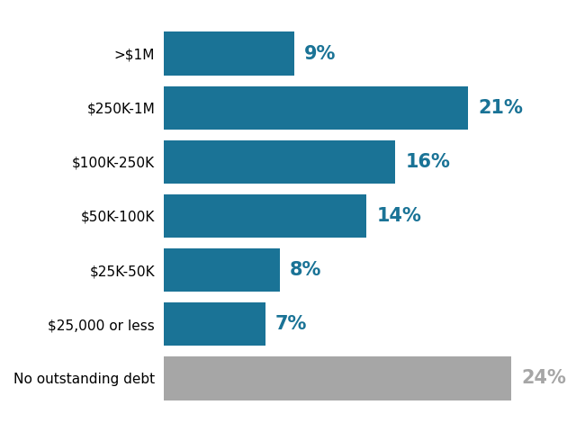 >$1M 9%
$250K-1M 21%
$100K-250K 16%
$50K-100K 14%
$25K-50K 8%
$25,000 or less 7%
No outstanding debt 24%